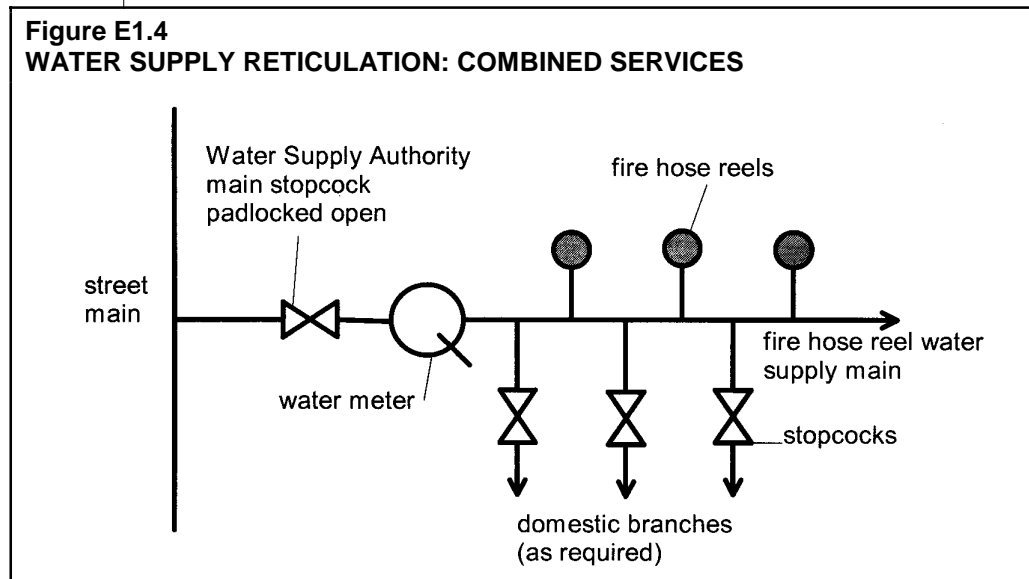 Figure E1.4
WATER SUPPLY RETICULATION: COMBINED SERVICES
Water Supply Authority
main stopcock
padlocked open
fire hose reels
street
main
fire hose reel water
supply main
water meter
stopcocks
domestic branches
(as required)